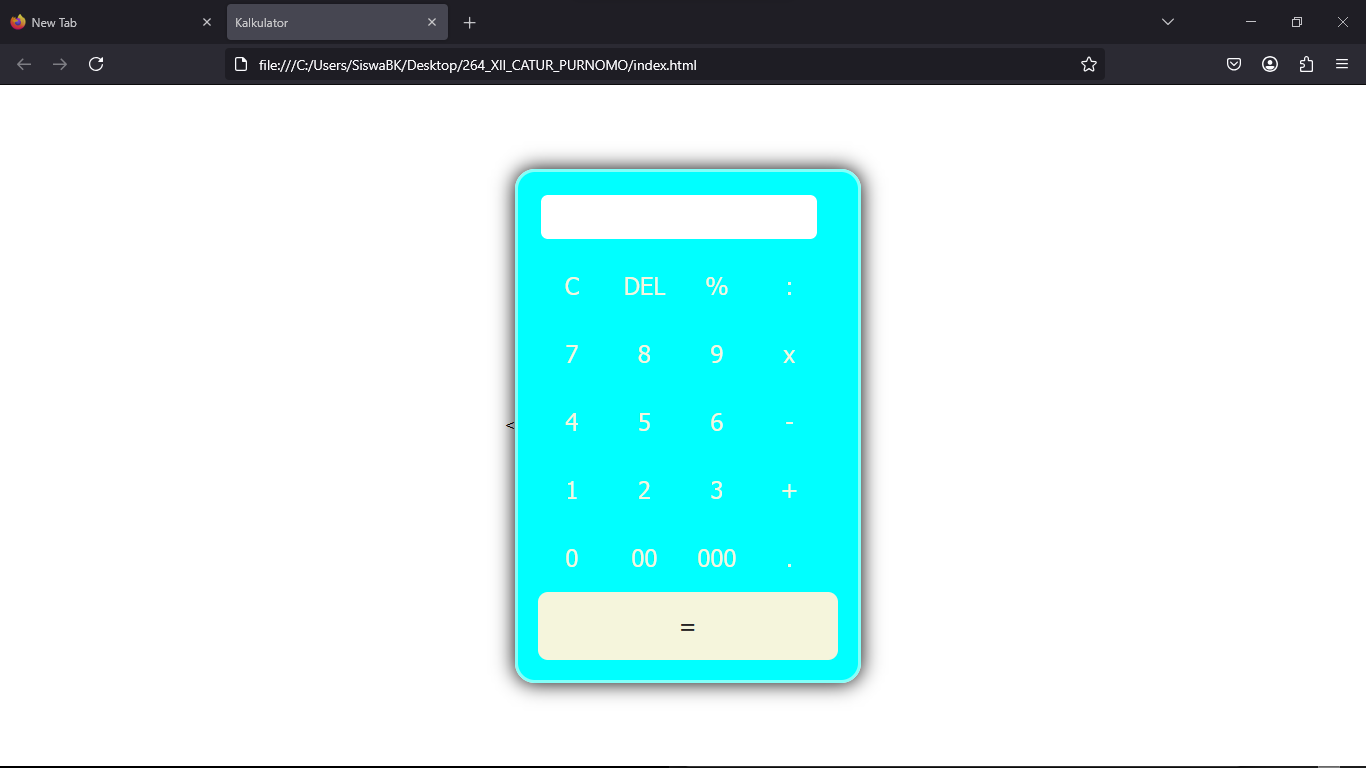 New Tab
Kalkulator
file:///C:/Users/SiswaBK/Desktop/264_XII_CATUR_PURNOMO/index.html
C DEL % :
7 8 9 x
4 5 6 -
<
1 2 3 +
0 00 000 .
=